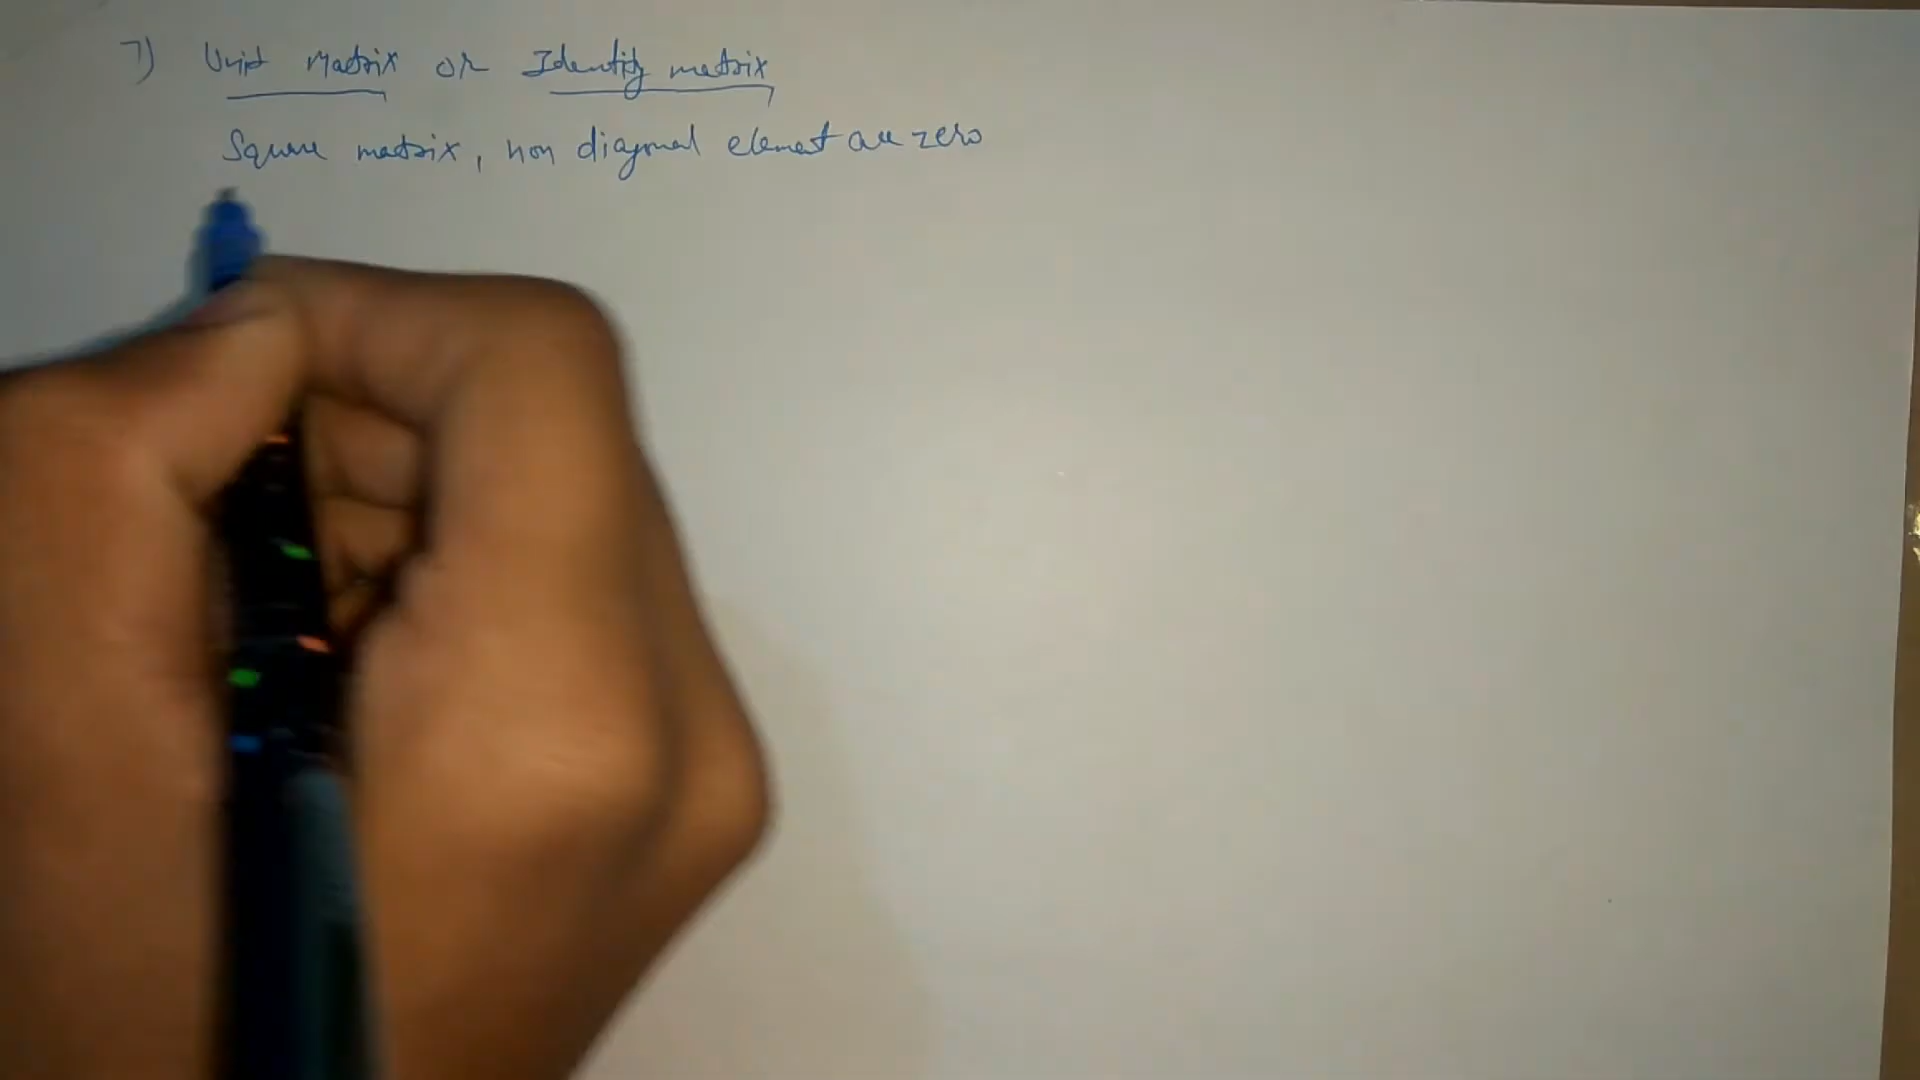 7) Unit Matrix or Identity matrix
Square matrix, non diagonal element are zero